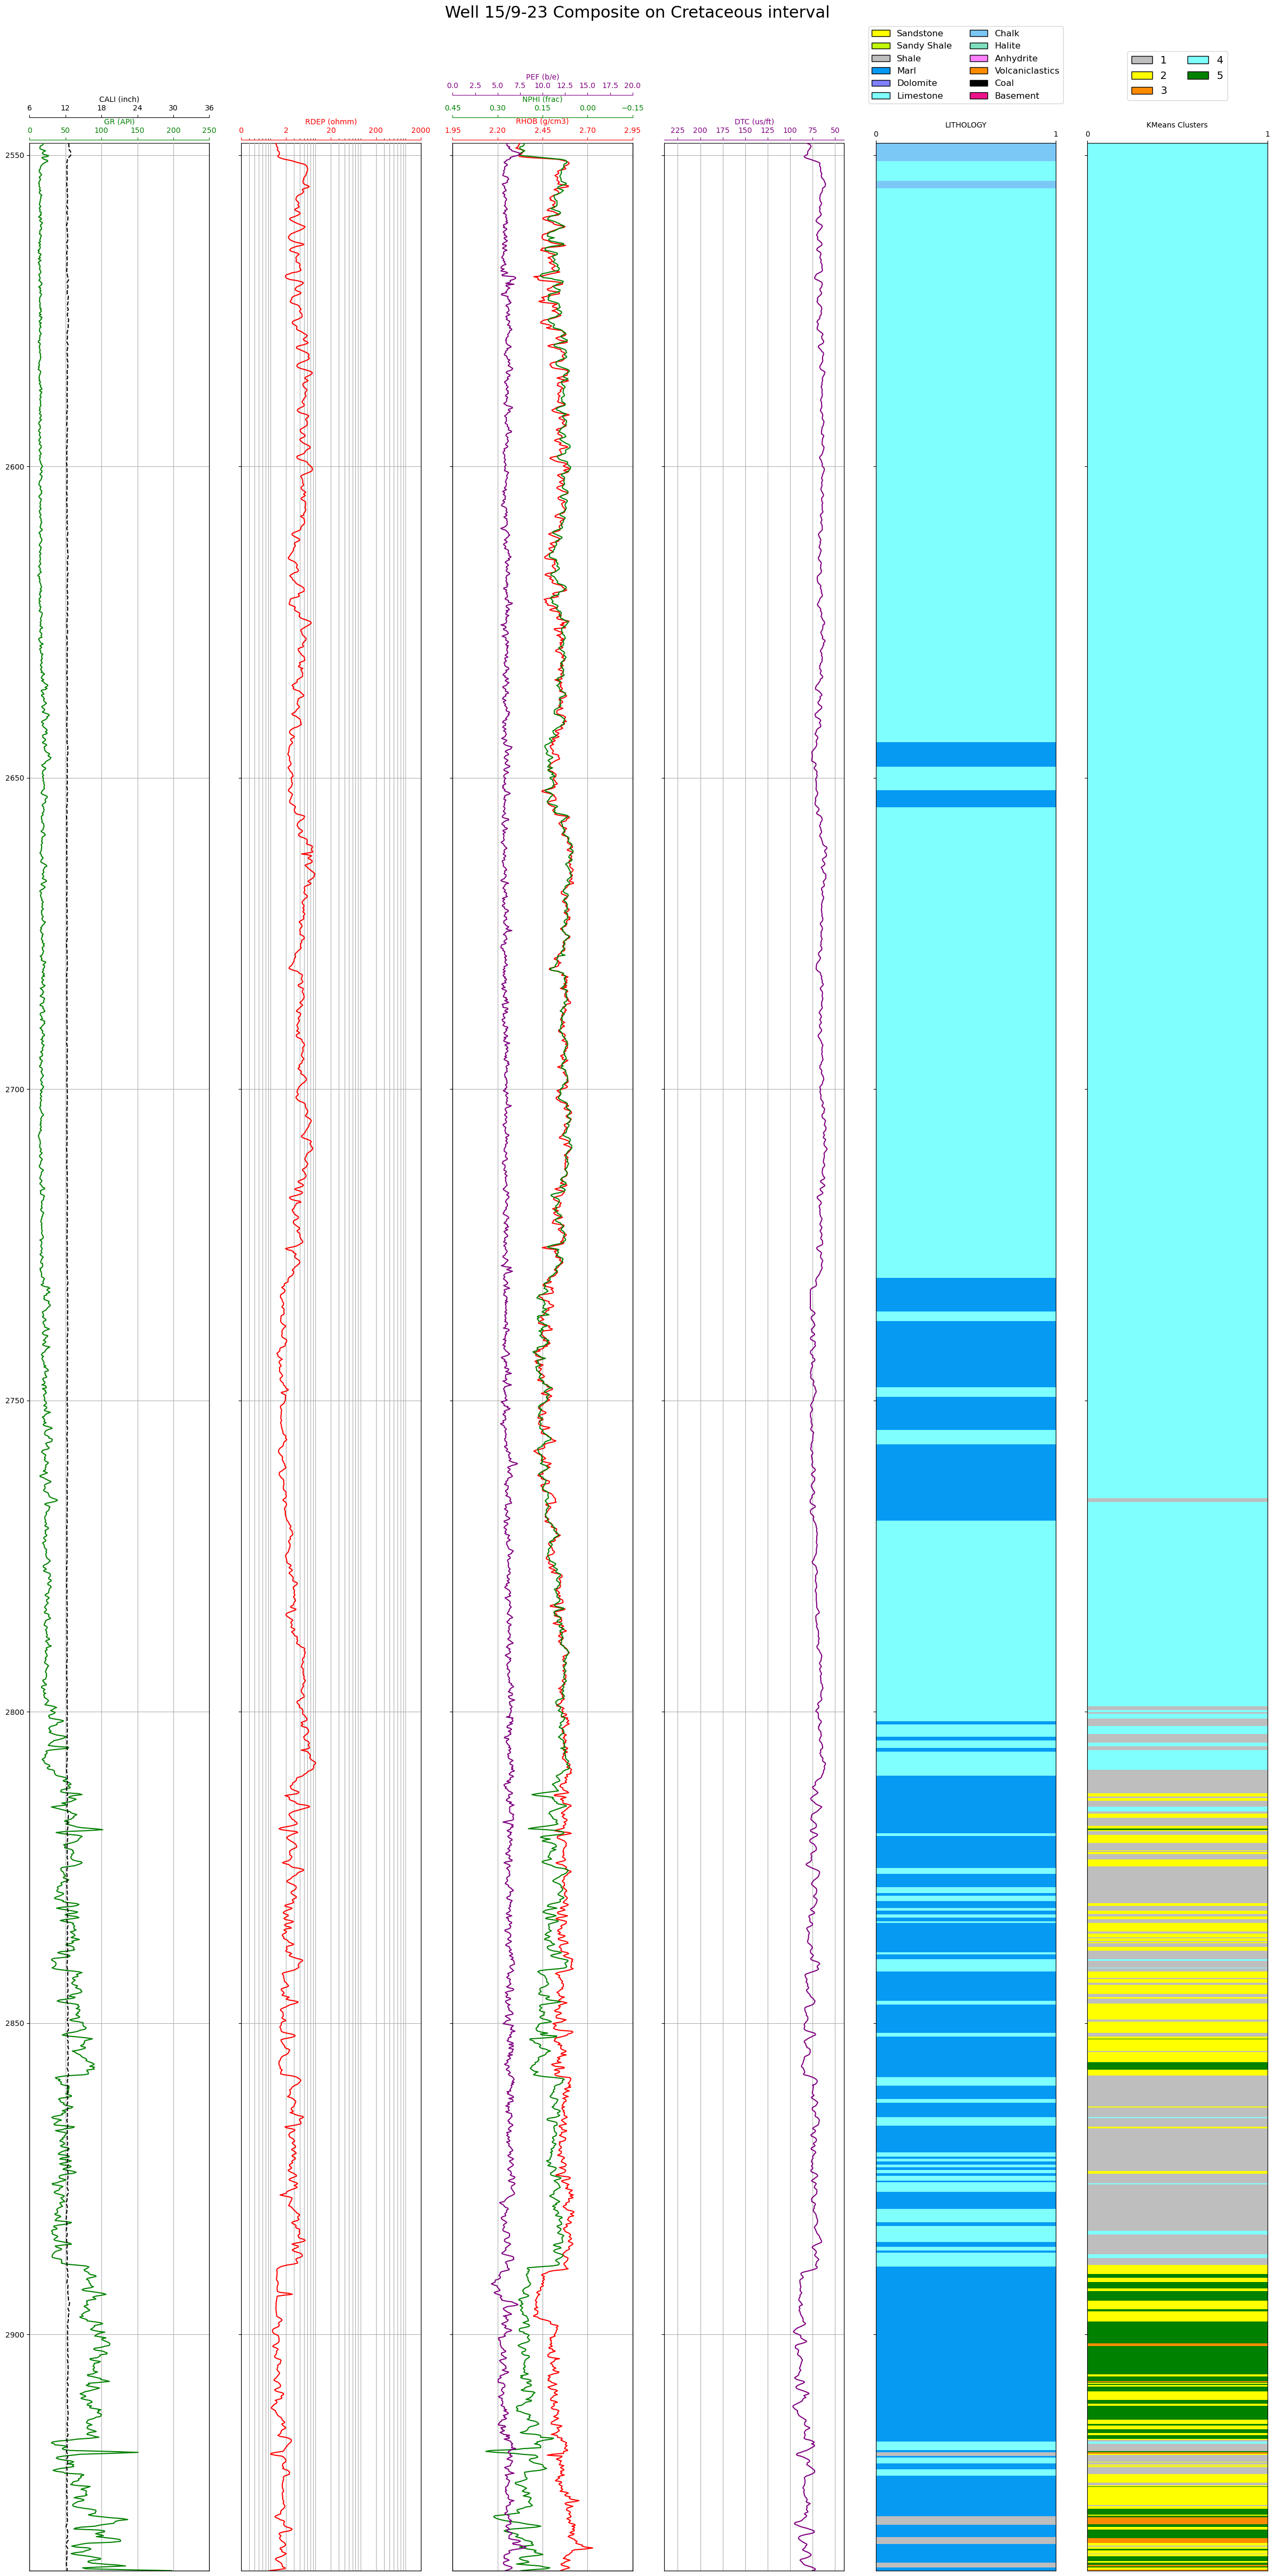 Well 15/9-23 Composite on Cretaceous interval
Sandstone Chalk
Sandy Shale Halite
Shale Anhydrite
Marl Volcaniclastics
Dolomite Coal
Limestone Basement
1 4
2 5
3
PEF (b/e)
0.0 2.5 5.0 7.5 10.0 12.5 15.0 17.5 20.0
CALI (inch) NPHI (frac)
6 12 18 24 30 36 0.45 0.30 0.15 0.00 −0.15
GR (API) RDEP (ohmm) RHOB (g/cm3) DTC (us/ft) LITHOLOGY KMeans Clusters
0 50 100 150 200 250 0 2 20 200 2000 1.95 2.20 2.45 2.70 2.95 225 200 175 150 125 100 75 50 0 1 0 1
2550
2600
2650
2700
2750
2800
2850
2900